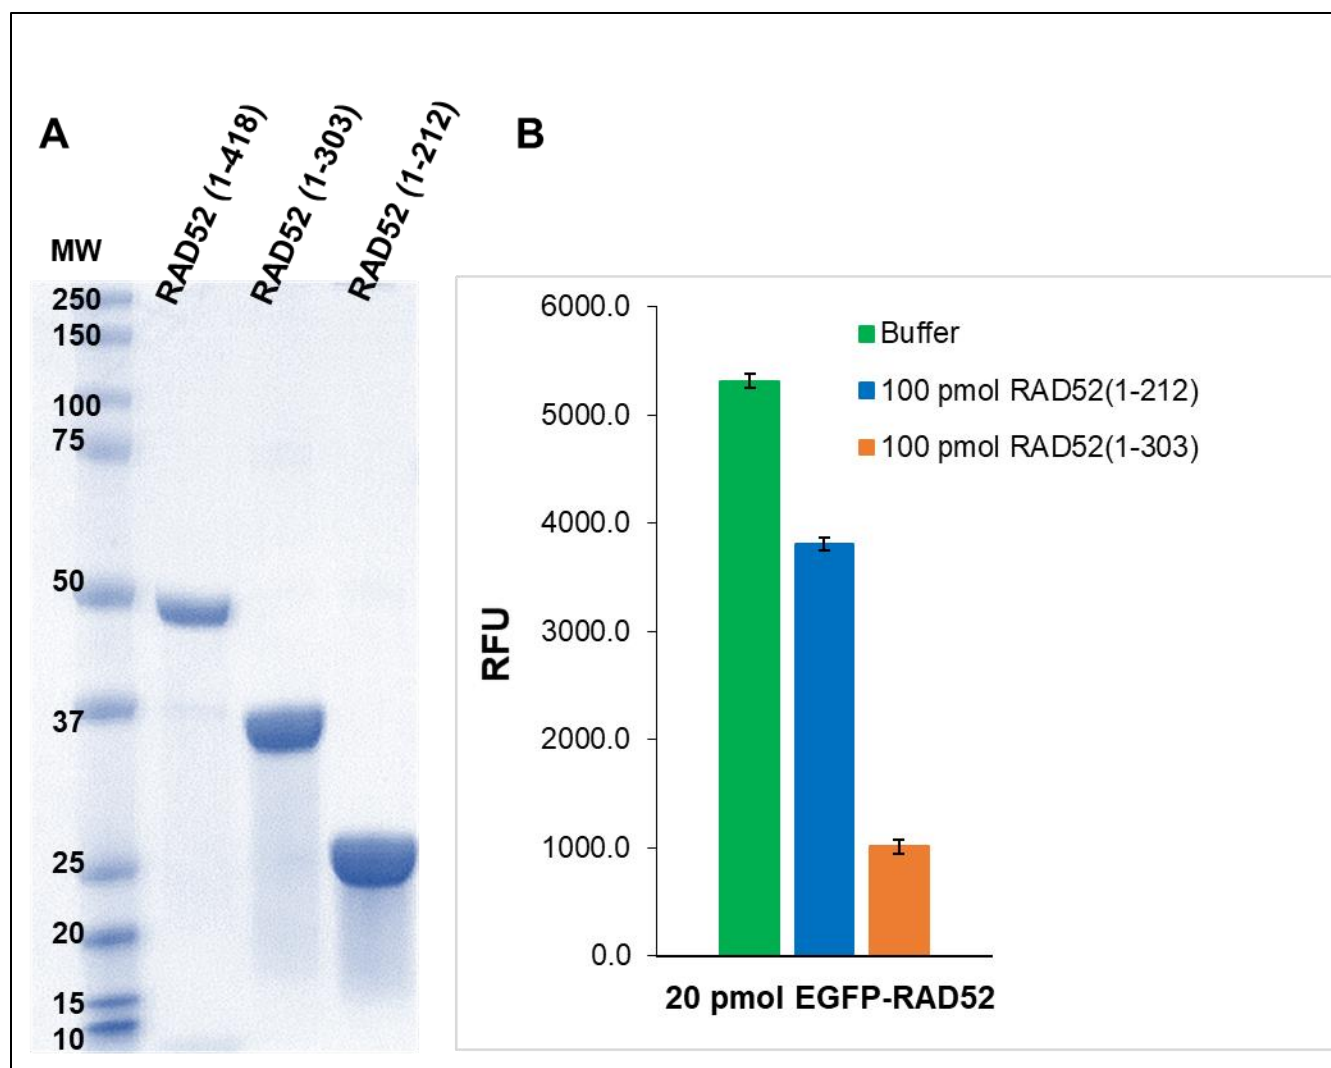 A
RAD52 (1-418)
RAD52 (1-303)
RAD52 (1-212)
MW
250
150
100
75
50
37
25
20
15
10
B
6000.0
5000.0
4000.0
3000.0
2000.0
1000.0
0.0
RFU
Buffer
100 pmol RAD52(1-212)
100 pmol RAD52(1-303)
20 pmol EGFP-RAD52